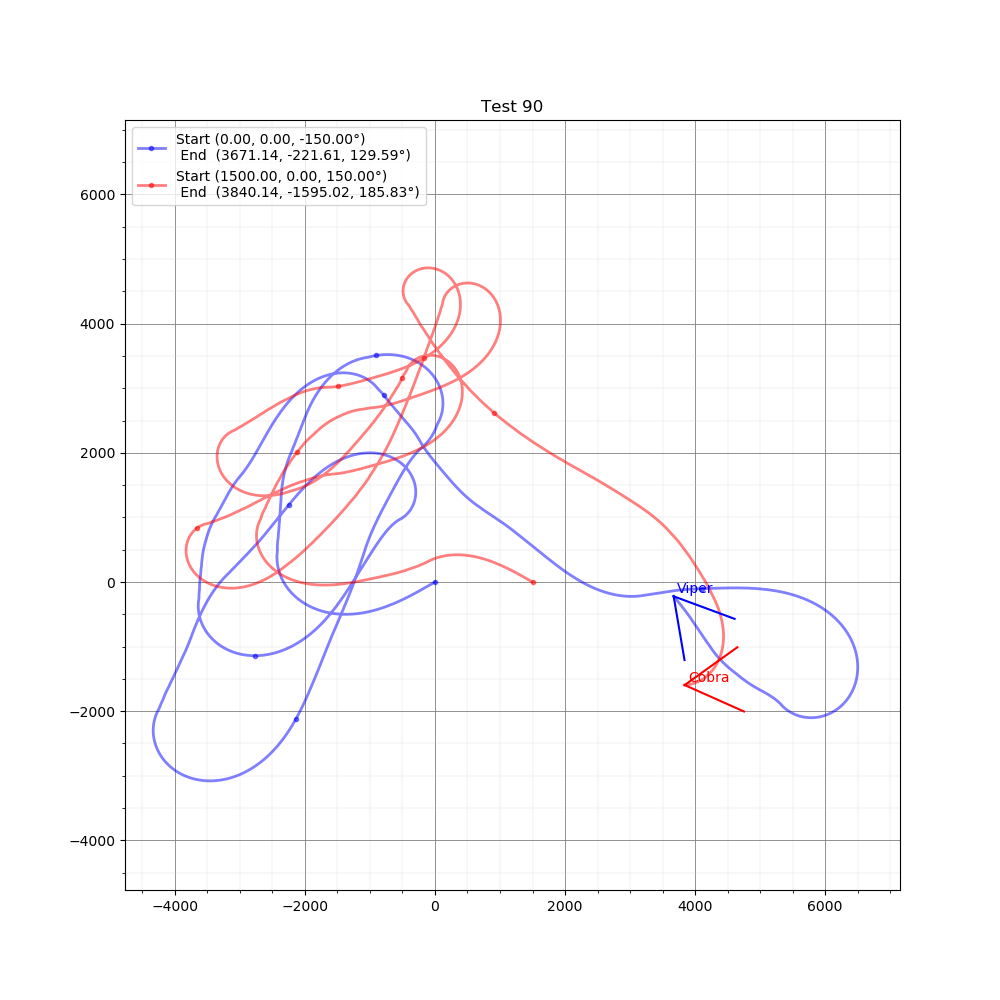 Test 90
Start (0.00, 0.00, -150.00°)
End  (3671.14, -221.61, 129.59°)
Start (1500.00, 0.00, 150.00°)
End  (3840.14, -1595.02, 185.83°)
6000
4000
2000
0
−2000
−4000
Viper
Cobra
−4000 −2000 0 2000 4000 6000